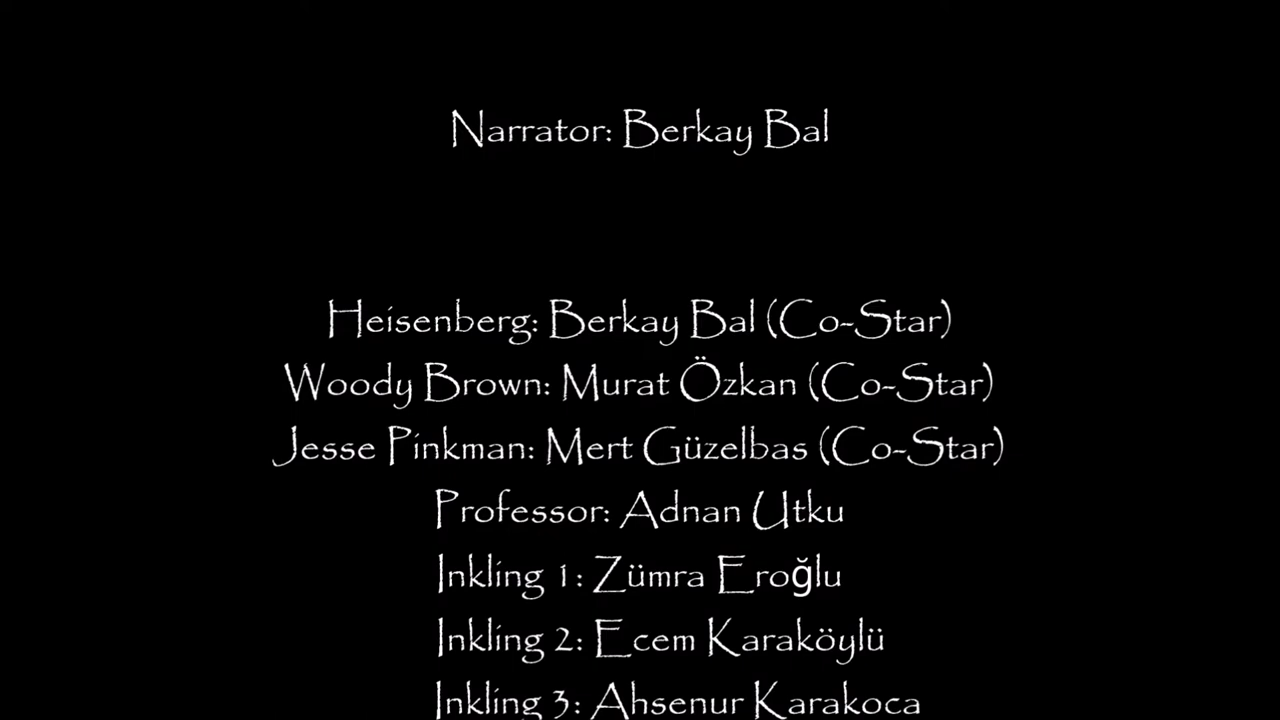 Narrator: Berkay Bal
Heisenberg: Berkay Bal (Co-Star)
Woody Brown: Murat Özkan (Co-Star)
Jesse Pinkman: Mert Güzelbas (Co-Star)
Professor: Adnan Utku
Inkling 1: Zümra Eroğlu
Inkling 2: Ecem Karaköylü
Inkling 3: Ahsenur Karakoca